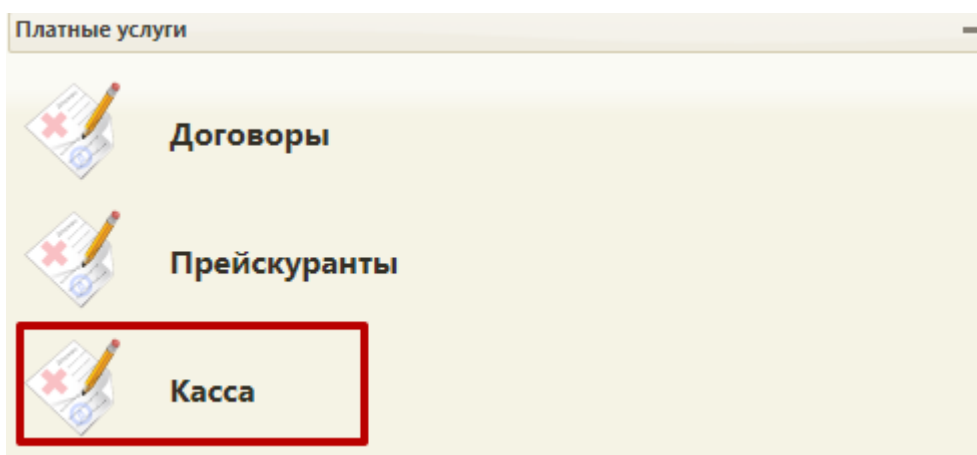 Платные услуги
Договоры
Прейскуранты
Касса